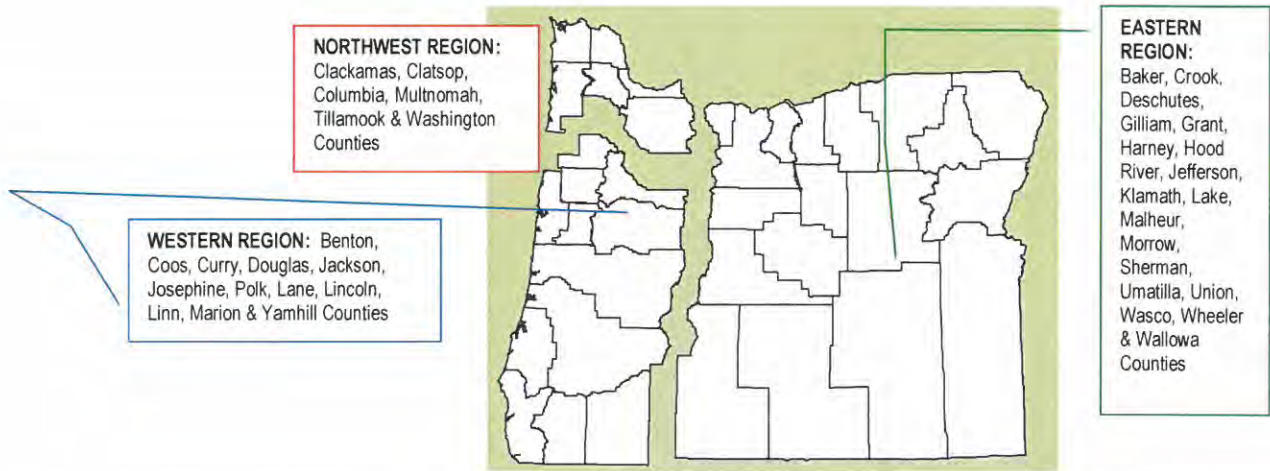 NORTHWEST REGION:
Clackamas, Clatsop,
Columbia, Multnomah,
Tillamook & Washington
Counties
WESTERN REGION: Benton,
Coos, Curry, Douglas, Jackson,
Josephine, Polk, Lane, Lincoln,
Linn, Marion & Yamhill Counties
EASTERN
REGION:
Baker, Crook,
Deschutes,
Gilliam, Grant,
Harney, Hood
River, Jefferson,
Klamath, Lake,
Malheur,
Morrow,
Sherman,
Umatilla, Union,
Wasco, Wheeler
& Wallowa
Counties